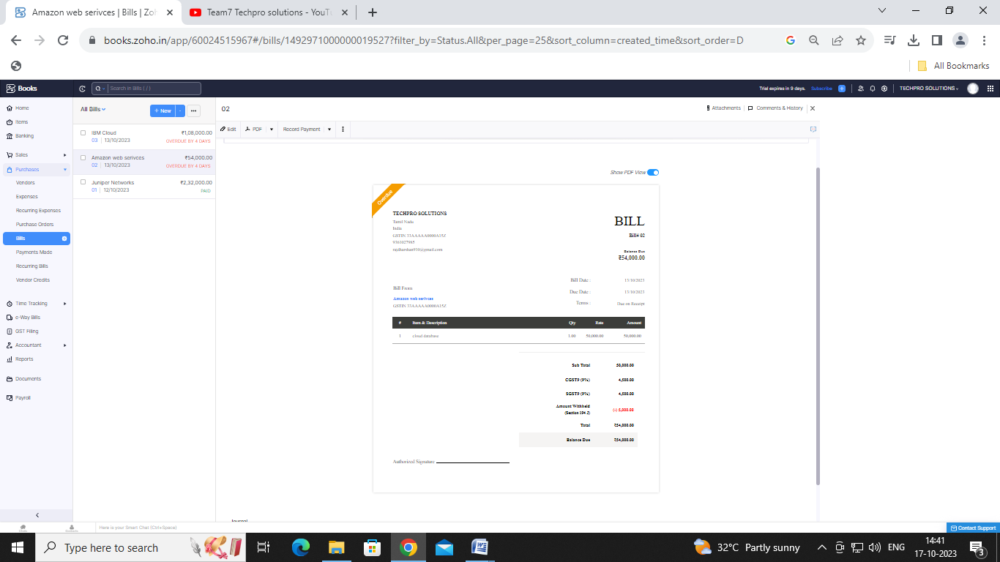 Amazon web serivces | Bills | Zoh
Team7 Techpro solutions - YouTu
books.zoho.in/app/60024515967#/bills/1492971000000019527?filter_by=Status.All&per_page=25&sort_column=created_time&sort_order=D
All Bookmarks
Books
Search in Bills ( / )
Trial expires in 9 days. Subscribe
TECHPRO SOLUTIONS
Home
Items
Banking
Sales
Purchases
Vendors
Expenses
Recurring Expenses
Purchase Orders
Bills
Payments Made
Recurring Bills
Vendor Credits
Time Tracking
e-Way Bills
GST Filing
Accountant
Reports
Documents
Payroll
All Bills
+ New
IBM Cloud ₹1,08,000.00
03 | 13/10/2023 OVERDUE BY 4 DAYS
Amazon web serivces ₹54,000.00
02 | 13/10/2023 OVERDUE BY 4 DAYS
Juniper Networks ₹2,32,000.00
01 | 12/10/2023 PAID
02
Attachments
Comments & History
Edit
PDF
Record Payment
Show PDF View
Overdue
TECHPRO SOLUTIONS
Tamil Nadu
India
GSTIN 33AAAAA0000A15Z
9361027985
BILL
Bill# 02
Balance Due
₹54,000.00
Bill From
Amazon web serivces
GSTIN 33AAAAA0000A15Z
Bill Date : 13/10/2023
Due Date : 13/10/2023
Terms : Due on Receipt
# Item & Description Qty Rate Amount
1 cloud database 1.00 50,000.00 50,000.00
Sub Total 50,000.00
CGST9 (9%) 4,500.00
SGST9 (9%) 4,500.00
Amount Withheld
(Section 194 J) (-) 5,000.00
Total ₹54,000.00
Balance Due ₹54,000.00
Authorized Signature
Journal
Chats
Contacts
Here is your Smart Chat (Ctrl+Space)
Contact Support
Type here to search
32°C Partly sunny
ENG
14:41
17-10-2023
3